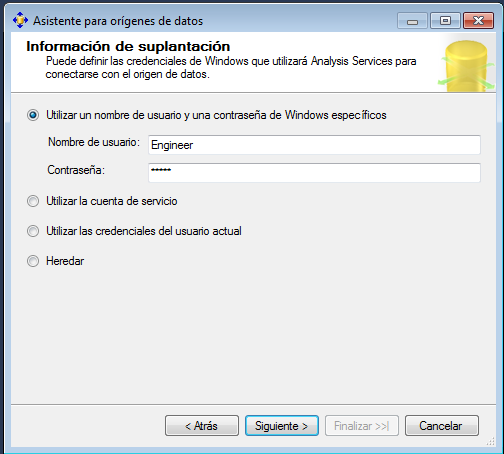 Asistente para orígenes de datos
Información de suplantación
Puede definir las credenciales de Windows que utilizará Analysis Services para
conectarse con el origen de datos.
Utilizar un nombre de usuario y una contraseña de Windows específicos
Nombre de usuario: Engineer
Contraseña: *****
Utilizar la cuenta de servicio
Utilizar las credenciales del usuario actual
Heredar
< Atrás Siguiente > Finalizar >>| Cancelar